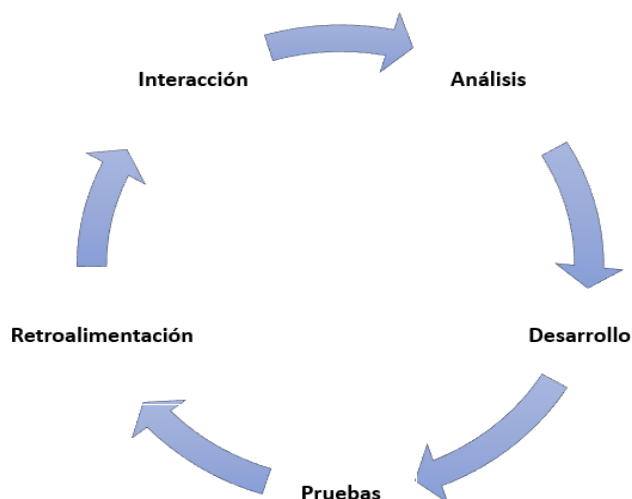 Interacción
Análisis
Retroalimentación
Desarrollo
Pruebas